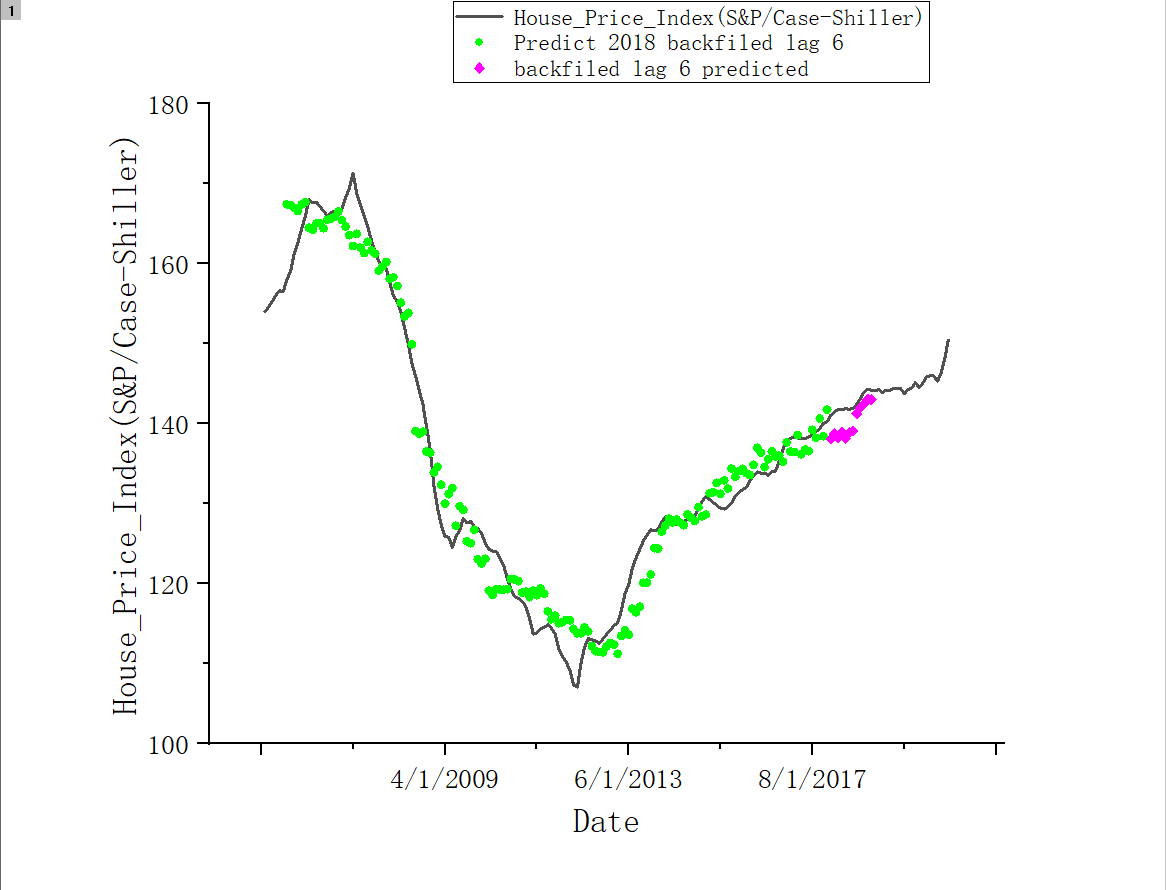 1
House_Price_Index(S&P/Case-Shiller)
Predict 2018 backfiled lag 6
backfiled lag 6 predicted
180
160
140
120
100
House_Price_Index(S&P/Case-Shiller)
4/1/2009
6/1/2013
8/1/2017
Date